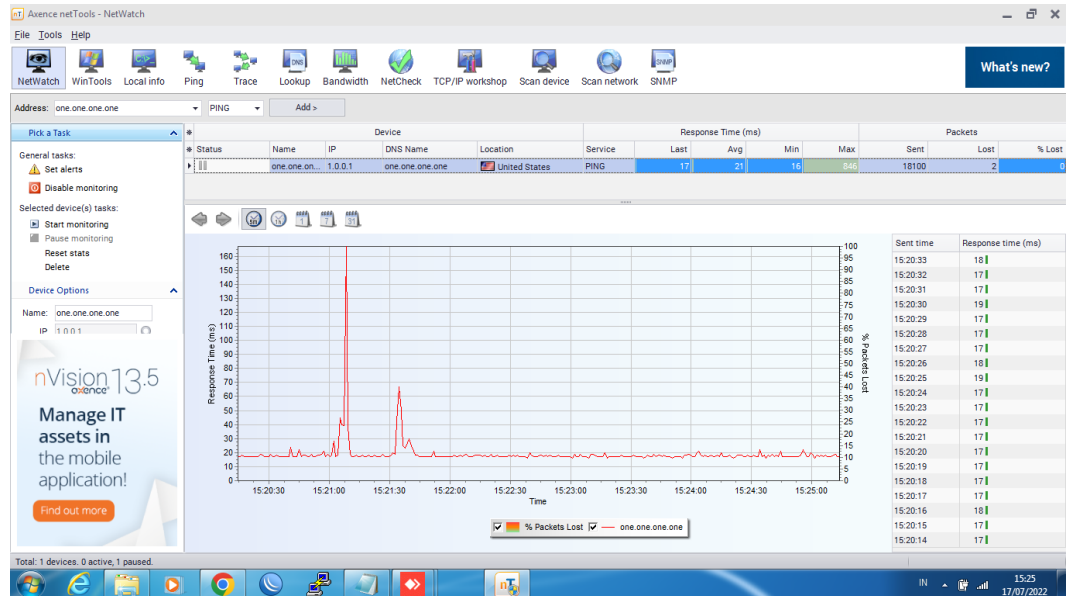 Axence netTools - NetWatch
File Tools Help
NetWatch WinTools Local info Ping Trace Lookup Bandwidth NetCheck TCP/IP workshop Scan device Scan network SNMP
What's new?
Address: one.one.one.one PING Add >
Pick a Task
General tasks:
Set alerts
Disable monitoring
Selected device(s) tasks:
Start monitoring
Pause monitoring
Reset stats
Delete
Device Options
Name: one.one.one.one
IP 1.0.0.1
nVision 13.5
axence
Manage IT
assets in
the mobile
application!
Find out more
Device Response Time (ms) Packets
Status Name IP DNS Name Location Service Last Avg Min Max Sent Lost % Lost
one.one.on... 1.0.0.1 one.one.one.one United States PING 17 21 16 846 18100 2 0
160
150
140
130
120
110
100
90
80
70
60
50
40
30
20
10
0
Response Time (ms)
100
95
90
85
80
75
70
65
60
55
50
45
40
35
30
25
20
15
10
5
0
% Packets Lost
15:20:30 15:21:00 15:21:30 15:22:00 15:22:30 15:23:00 15:23:30 15:24:00 15:24:30 15:25:00
Time
% Packets Lost one.one.one.one
Sent time Response time (ms)
15:20:33 18
15:20:32 17
15:20:31 17
15:20:30 19
15:20:29 17
15:20:28 17
15:20:27 17
15:20:26 18
15:20:25 19
15:20:24 17
15:20:23 17
15:20:22 17
15:20:21 17
15:20:20 17
15:20:19 17
15:20:18 17
15:20:17 17
15:20:16 18
15:20:15 17
15:20:14 17
Total: 1 devices. 0 active, 1 paused.
IN 15:25
17/07/2022